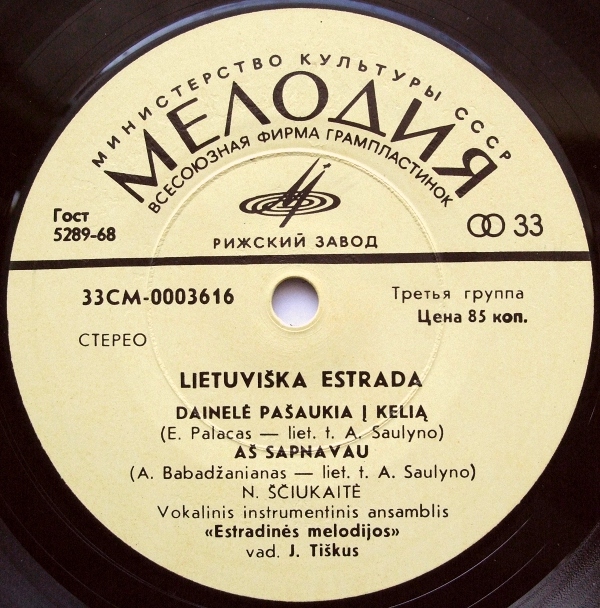 МИНИСТЕРСТВО КУЛЬТУРЫ СССР
МЕЛОДИЯ
ВСЕСОЮЗНАЯ ФИРМА ГРАМПЛАСТИНОК
Гост
5289-68
33
РИЖСКИЙ ЗАВОД
33СМ-0003616
Третья группа
Цена 85 коп.
СТЕРЕО
LIETUVIŠKA ESTRADA
DAINELĖ PAŠAUKIA Į KELIĄ
(E. Palacas — liet. t. A. Saulyno)
AŠ SAPNAVAU
(A. Babadžanianas — liet. t. A. Saulyno)
N. ŠČIUKAITĖ
Vokalinis instrumentinis ansamblis
«Estradinės melodijos»
vad. J. Tiškus